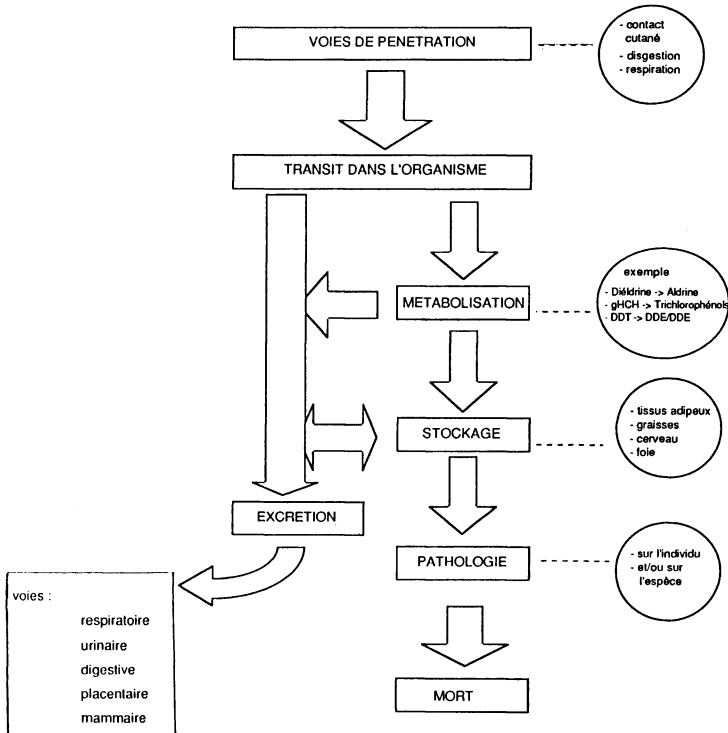 VOIES DE PENETRATION
- contact
cutané
- disgestion
- respiration
TRANSIT DANS L'ORGANISME
METABOLISATION
exemple
- Diéldrine -> Aldrine
- gHCH -> Trichlorophénols
- DDT -> DDE/DDE
STOCKAGE
- tissus adipeux
- graisses
- cerveau
- foie
EXCRETION
PATHOLOGIE
- sur l'individu
- et/ou sur
l'espèce
voies :
respiratoire
urinaire
digestive
placentaire
mammaire
MORT